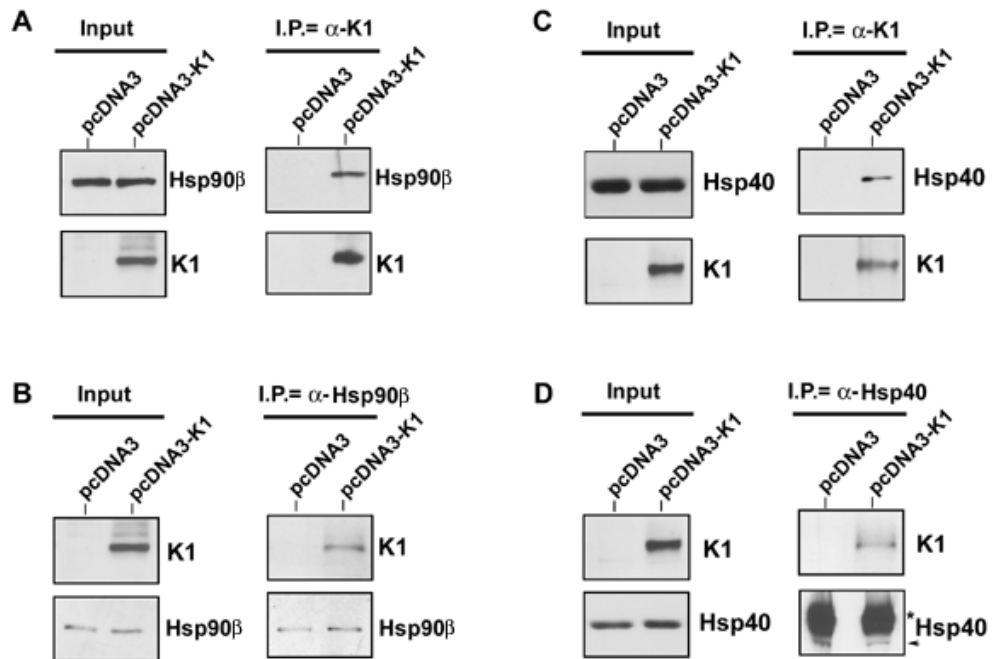 A
Input
I.P.= α-K1
pcDNA3
pcDNA3-K1
pcDNA3
pcDNA3-K1
Hsp90β
Hsp90β
K1
K1
C
Input
I.P.= α-K1
pcDNA3
pcDNA3-K1
pcDNA3
pcDNA3-K1
Hsp40
Hsp40
K1
K1
B
Input
I.P.= α-Hsp90β
pcDNA3
pcDNA3-K1
pcDNA3
pcDNA3-K1
K1
K1
Hsp90β
Hsp90β
D
Input
I.P.= α-Hsp40
pcDNA3
pcDNA3-K1
pcDNA3
pcDNA3-K1
K1
K1
Hsp40
* Hsp40